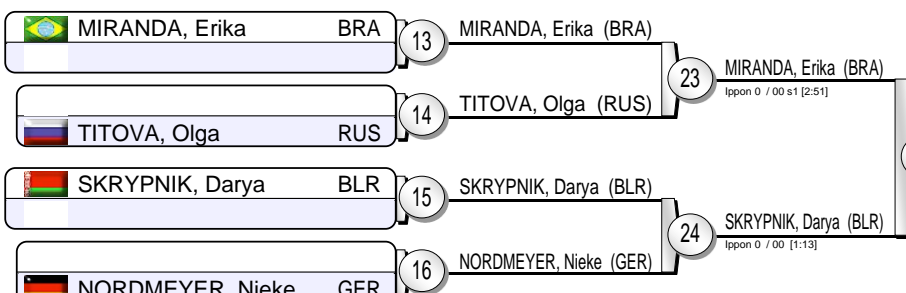 MIRANDA, Erika BRA
13
MIRANDA, Erika (BRA)
23
MIRANDA, Erika (BRA)
Ippon 0 / 00 s1 [2:51]
14
TITOVA, Olga (RUS)
TITOVA, Olga RUS
SKRYPNIK, Darya BLR
15
SKRYPNIK, Darya (BLR)
24
SKRYPNIK, Darya (BLR)
Ippon 0 / 00 [1:13]
16
NORDMEYER, Nieke (GER)
NORDMEYER, Nieke GER